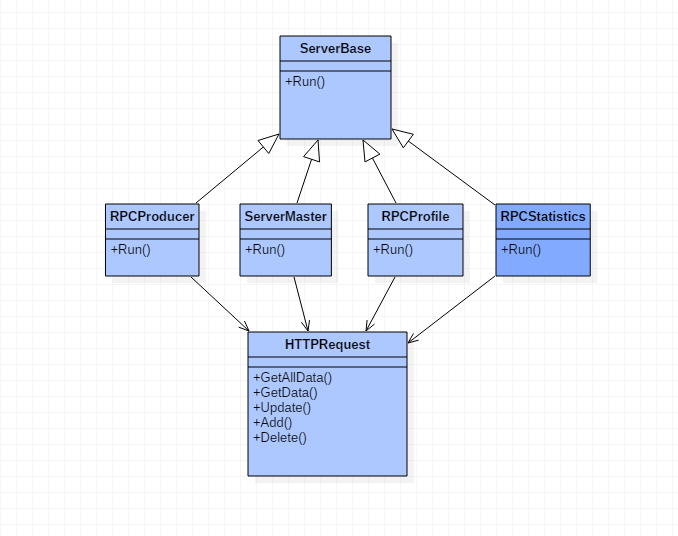 ServerBase
+Run()
RPCProducer
+Run()
ServerMaster
+Run()
RPCProfile
+Run()
RPCStatistics
+Run()
HTTPRequest
+GetAllData()
+GetData()
+Update()
+Add()
+Delete()